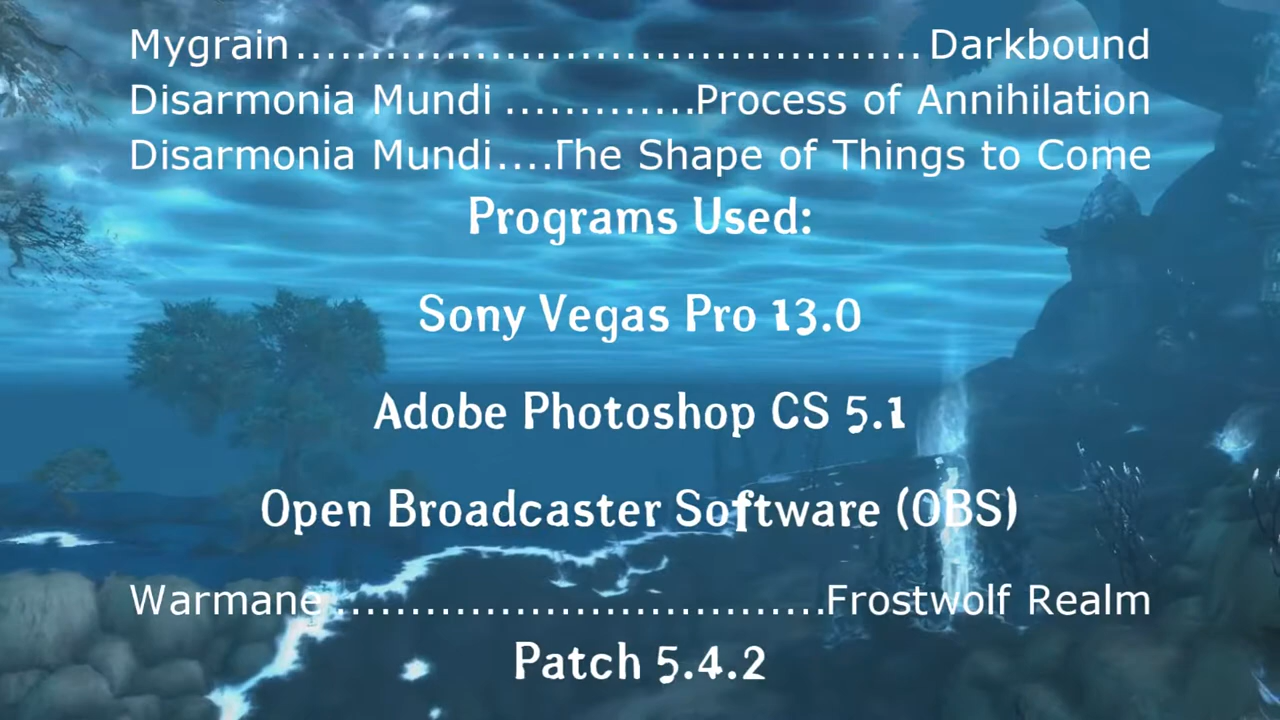 Mygrain..........................................Darkbound
Disarmonia Mundi .............Process of Annihilation
Disarmonia Mundi....The Shape of Things to Come
Programs Used:
Sony Vegas Pro 13.0
Adobe Photoshop CS 5.1
Open Broadcaster Software (OBS)
Warmane.................................Frostwolf Realm
Patch 5.4.2